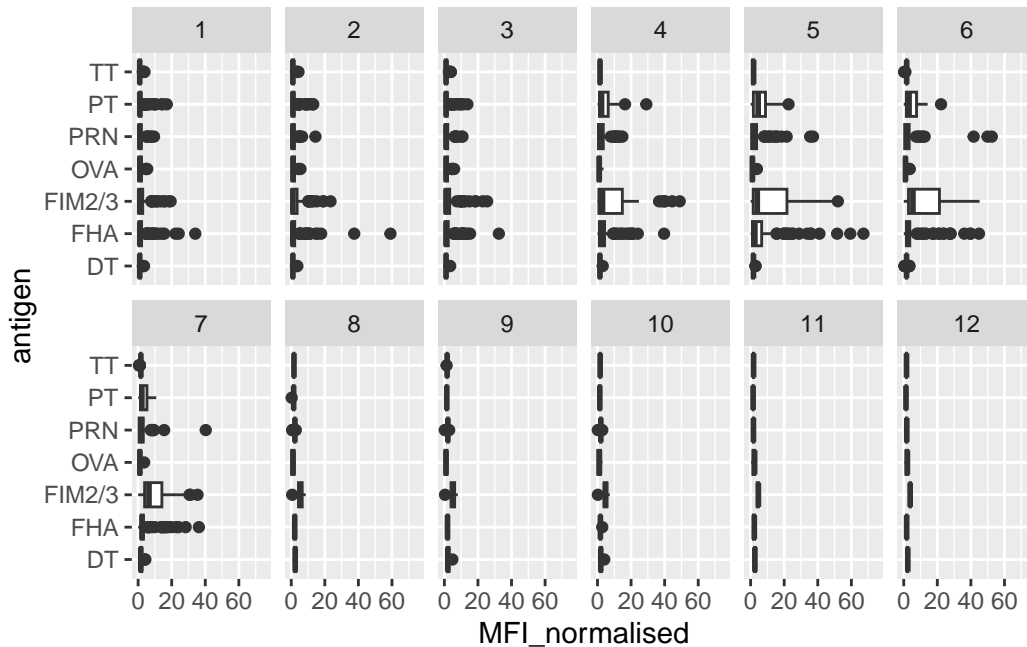 1 2 3 4 5 6
TT
PT
PRN
OVA
FIM2/3
FHA
DT
7 8 9 10 11 12
TT
PT
PRN
OVA
FIM2/3
FHA
DT
0 20 40 60 0 20 40 60 0 20 40 60 0 20 40 60 0 20 40 60 0 20 40 60
MFI_normalised
antigen